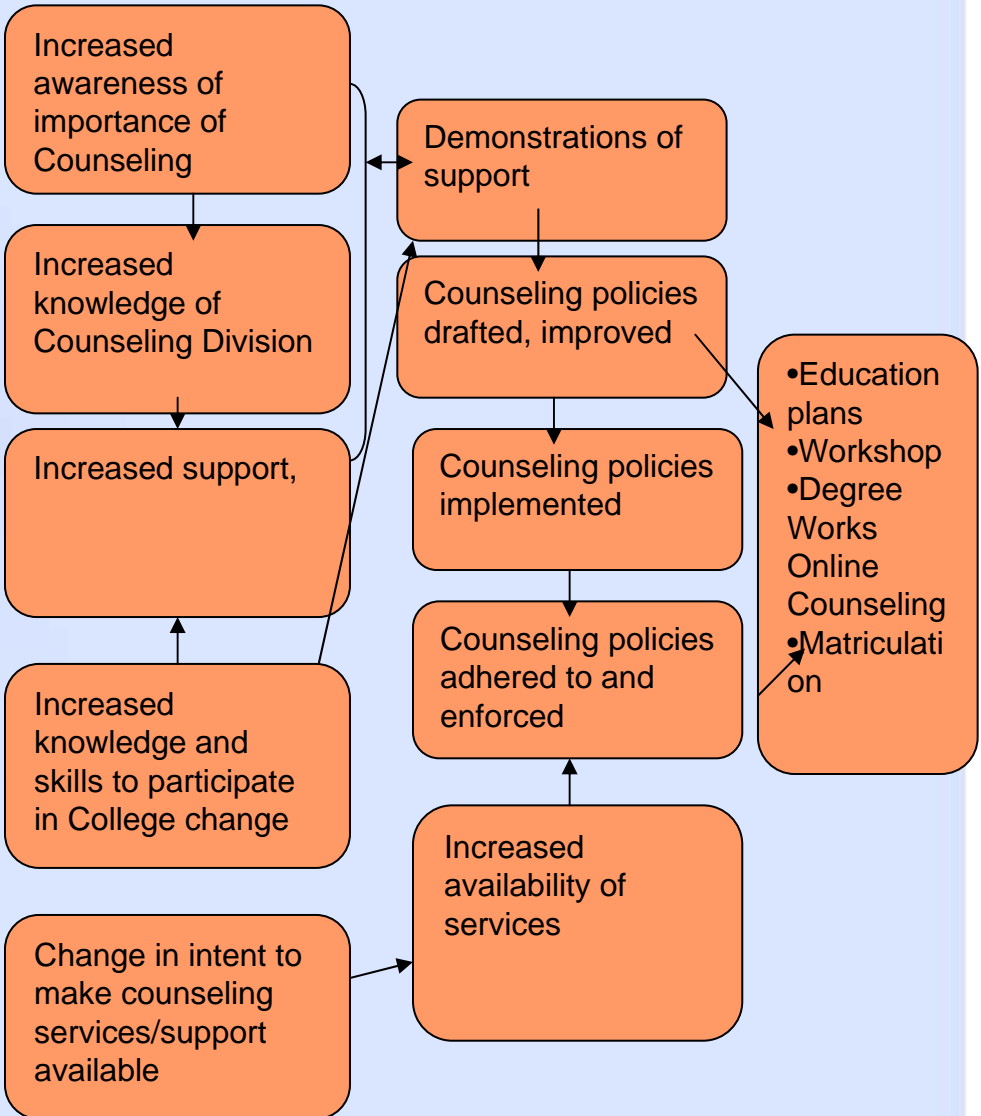 Increased
awareness of
importance of
Counseling
Increased
knowledge of
Counseling Division
Increased support,
Increased
knowledge and
skills to participate
in College change
Change in intent to
make counseling
services/support
available
Demonstrations of
support
Counseling policies
drafted, improved
Counseling policies
implemented
Counseling policies
adhered to and
enforced
Increased
availability of
services
•Education
plans
•Workshop
•Degree
Works
Online
Counseling
•Matriculati
on